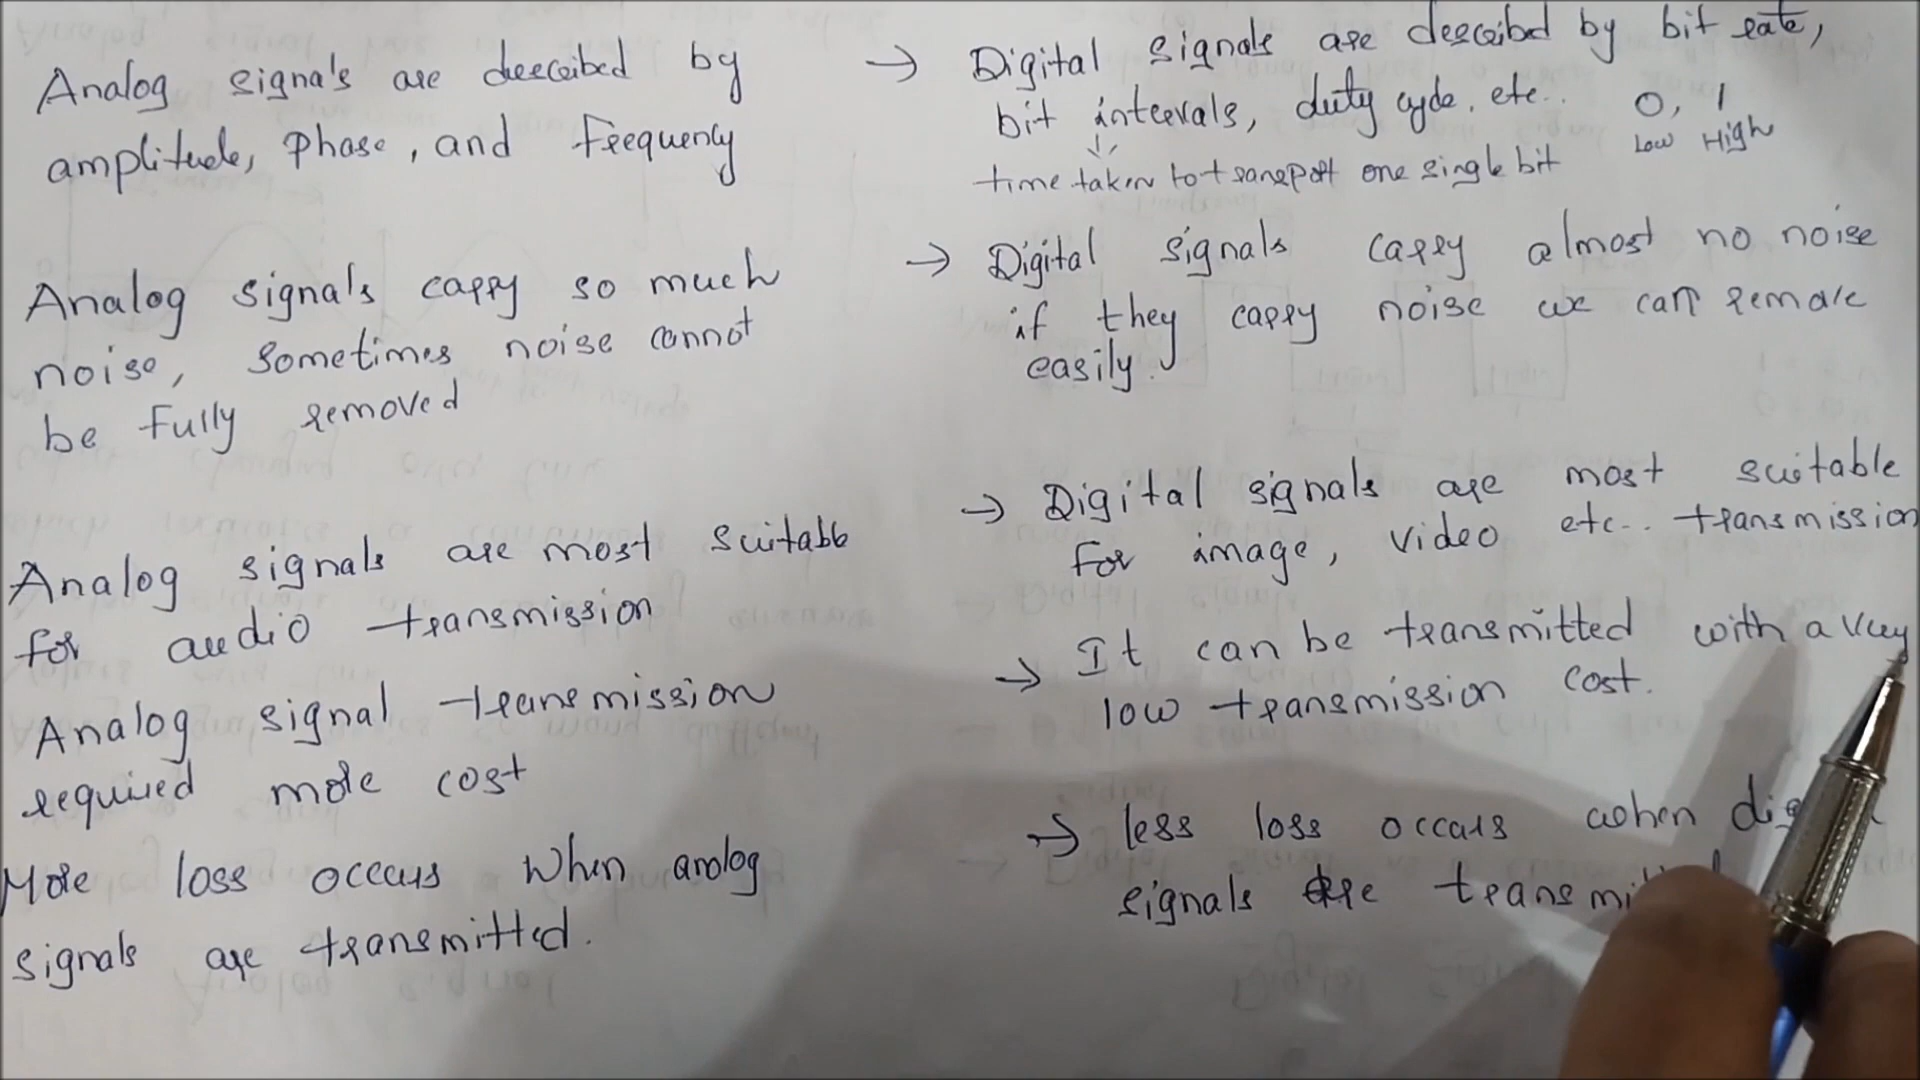 Analog signals are described by
amplitude, phase, and frequency
Analog signals carry so much
noise, sometimes noise cannot
be fully removed
Analog signals are most suitable
for audio transmission
Analog signal transmission
required more cost
More loss occurs when analog
signals are transmitted.
→ Digital signals are described by bit rate,
bit intervals, duty cycle, etc.. 0, 1
Low High
time taken to transport one single bit
→ Digital signals carry almost no noise
if they carry noise we can remove
easily.
→ Digital signals are most suitable
for image, video etc.. transmission
→ It can be transmitted with a very
low transmission cost.
→ less loss occurs when
signals are